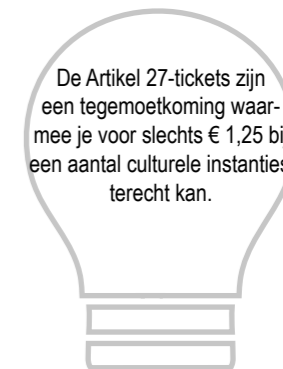 De Artikel 27-tickets zijn
een tegemoetkoming waar-
mee je voor slechts € 1,25 bij
een aantal culturele instanties
terecht kan.